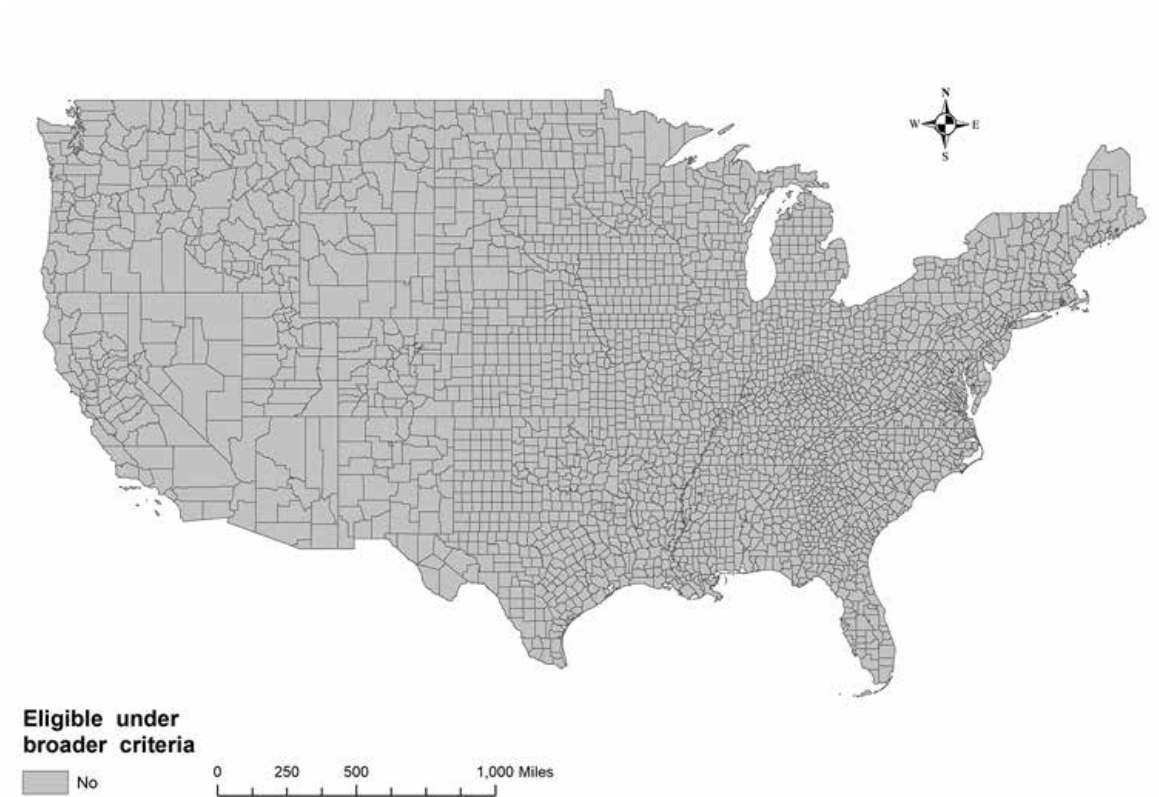 N
W E
S
Eligible under
broader criteria
No
0 250 500 1,000 Miles